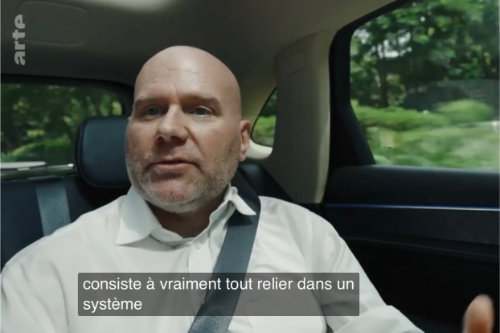 arte
consiste à vraiment tout relier dans un
système